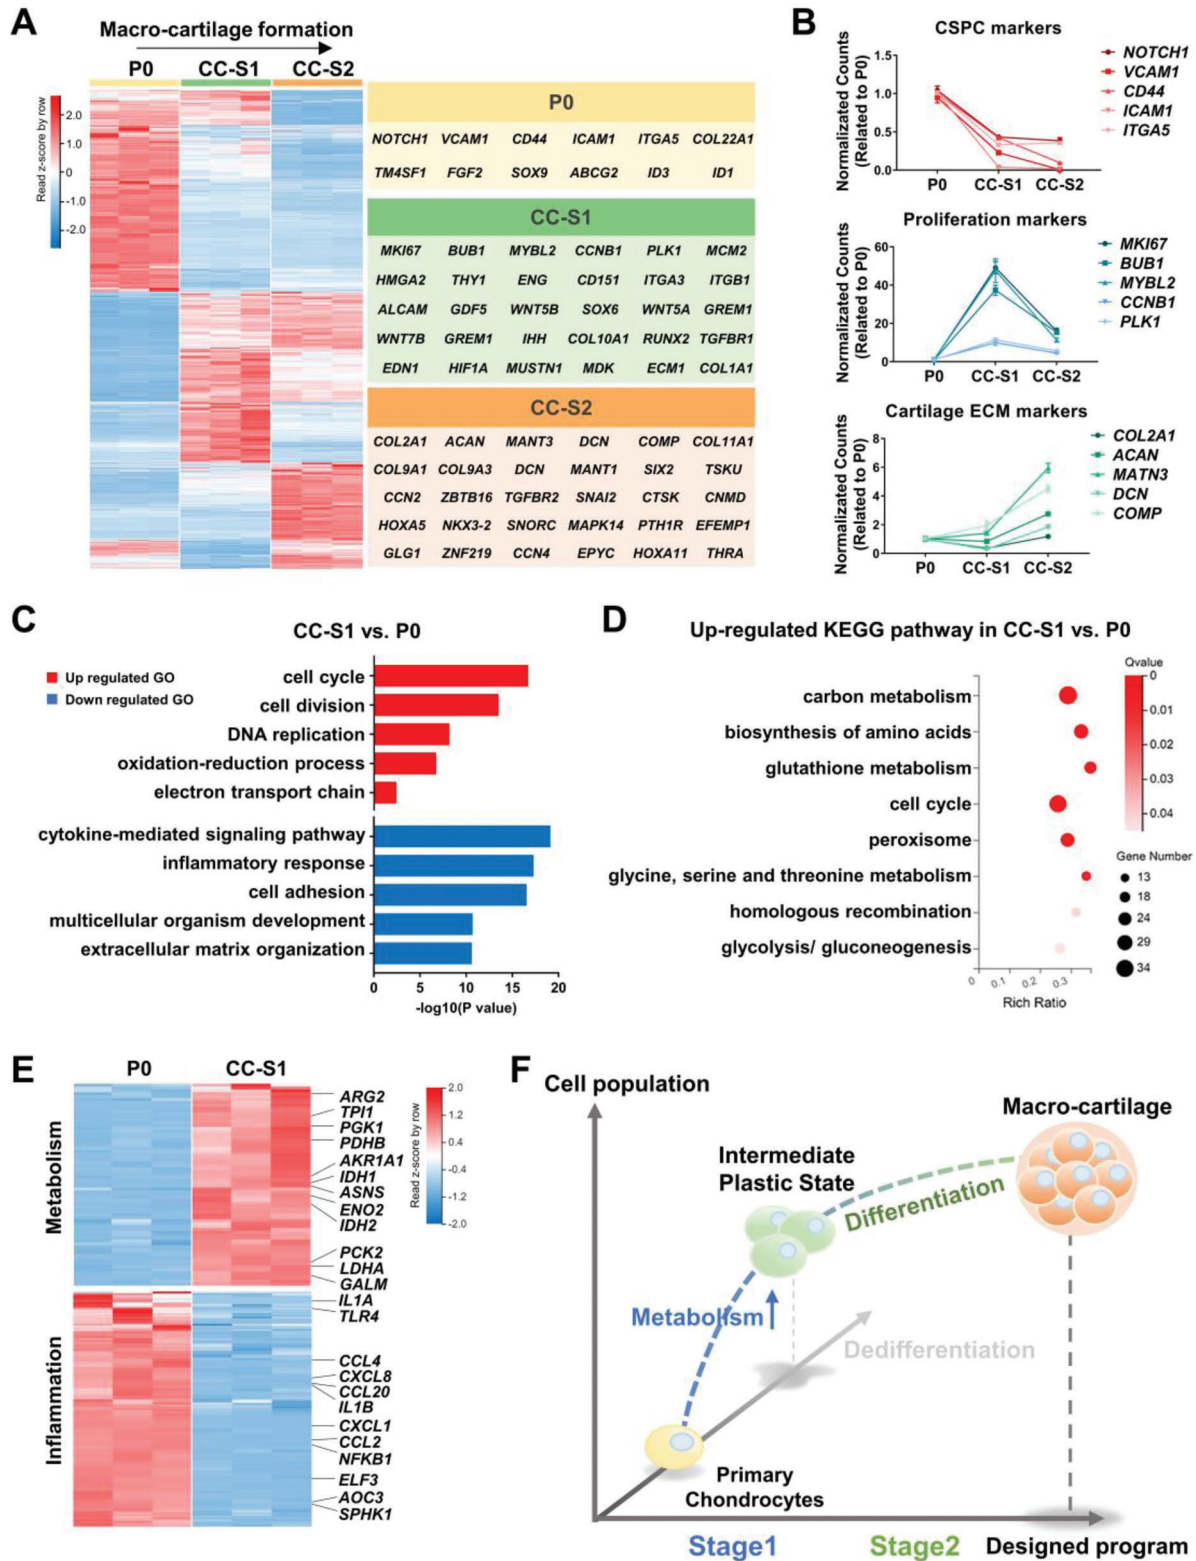 A
Macro-cartilage formation
P0 CC-S1 CC-S2
Read z-score by row
2.0
1.0
0
-1.0
-2.0
P0
NOTCH1 VCAM1 CD44 ICAM1 ITGA5 COL22A1
TM4SF1 FGF2 SOX9 ABCG2 ID3 ID1
CC-S1
MKI67 BUB1 MYBL2 CCNB1 PLK1 MCM2
HMGA2 THY1 ENG CD151 ITGA3 ITGB1
ALCAM GDF5 WNT5B SOX6 WNT5A GREM1
WNT7B GREM1 IHH COL10A1 RUNX2 TGFBR1
EDN1 HIF1A MUSTN1 MDK ECM1 COL1A1
CC-S2
COL2A1 ACAN MANT3 DCN COMP COL11A1
COL9A1 COL9A3 DCN MANT1 SIX2 TSKU
CCN2 ZBTB16 TGFBR2 SNAI2 CTSK CNMD
HOXA5 NKX3-2 SNORC MAPK14 PTH1R EFEMP1
GLG1 ZNF219 CCN4 EPYC HOXA11 THRA
B
CSPC markers
Normalizated Counts
(Related to P0)
1.5
1.0
0.5
0.0
P0 CC-S1 CC-S2
NOTCH1
VCAM1
CD44
ICAM1
ITGA5
Proliferation markers
Normalizated Counts
(Related to P0)
60
40
20
0
P0 CC-S1 CC-S2
MKI67
BUB1
MYBL2
CCNB1
PLK1
Cartilage ECM markers
Normalizated Counts
(Related to P0)
8
6
4
2
0
P0 CC-S1 CC-S2
COL2A1
ACAN
MATN3
DCN
COMP
C
CC-S1 vs. P0
Up regulated GO
Down regulated GO
cell cycle
cell division
DNA replication
oxidation-reduction process
electron transport chain
cytokine-mediated signaling pathway
inflammatory response
cell adhesion
multicellular organism development
extracellular matrix organization
0 5 10 15 20
-log10(P value)
D
Up-regulated KEGG pathway in CC-S1 vs. P0
carbon metabolism
biosynthesis of amino acids
glutathione metabolism
cell cycle
peroxisome
glycine, serine and threonine metabolism
homologous recombination
glycolysis/ gluconeogenesis
0 0.1 0.2 0.3
Rich Ratio
Qvalue
0
0.01
0.02
0.03
0.04
Gene Number
13
18
24
29
34
E
P0 CC-S1
Metabolism
ARG2
TPI1
PGK1
PDHB
AKR1A1
IDH1
ASNS
ENO2
IDH2
PCK2
LDHA
GALM
Inflammation
IL1A
TLR4
CCL4
CXCL8
CCL20
IL1B
CXCL1
CCL2
NFKB1
ELF3
AOC3
SPHK1
Read z-score by row
2.0
1.2
0.4
-0.4
-1.2
-2.0
F
Cell population
Macro-cartilage
Intermediate
Plastic State
Differentiation
Metabolism
Dedifferentiation
Primary
Chondrocytes
Stage1 Stage2 Designed program